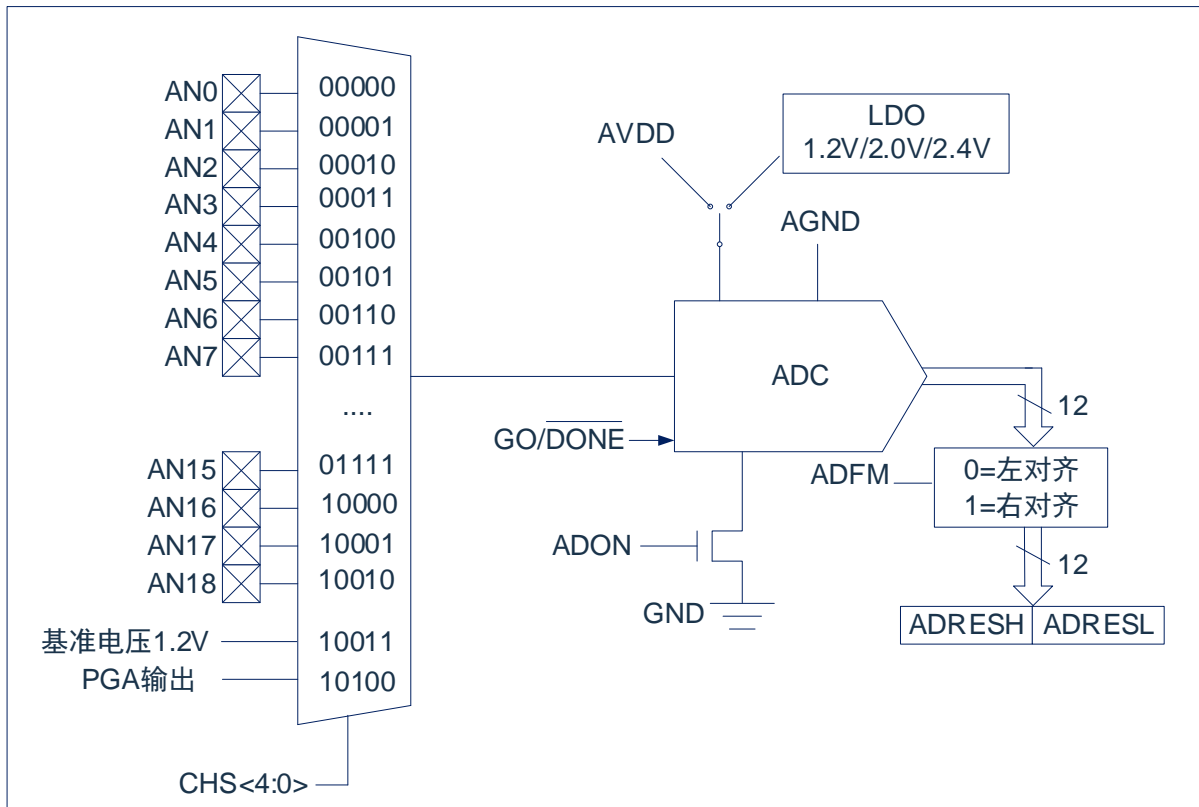 AN0
00000
AN1
00001
AN2
00010
AN3
00011
AN4
00100
AN5
00101
AN6
00110
AN7
00111
....
AN15
01111
AN16
10000
AN17
10001
AN18
10010
基准电压1.2V
10011
PGA输出
10100
CHS<4:0>
AVDD
LDO
1.2V/2.0V/2.4V
AGND
ADC
GO/DONE
12
ADFM
0=左对齐
1=右对齐
ADON
12
GND
ADRESH
ADRESL